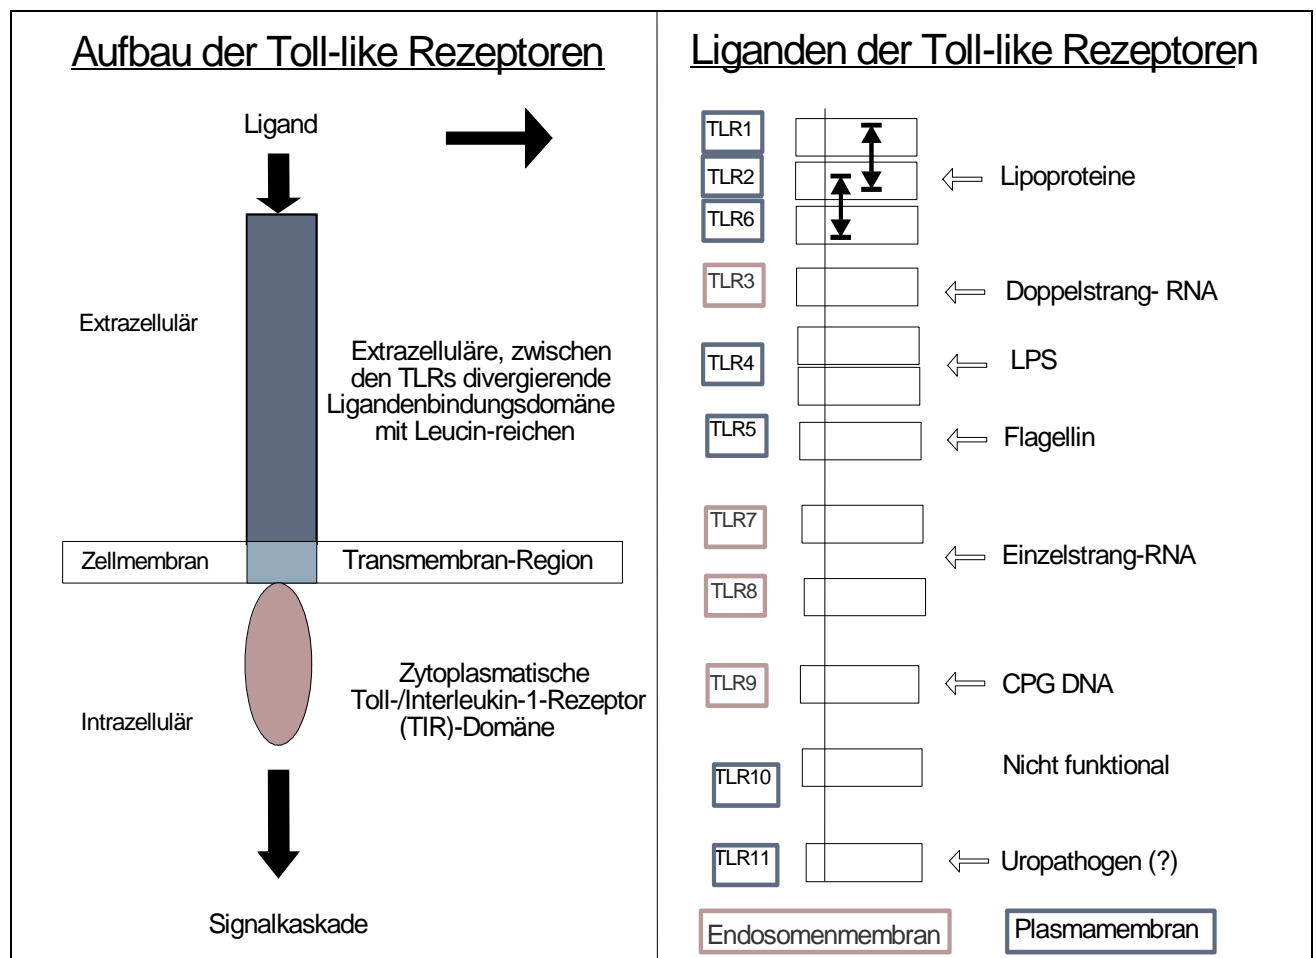 Aufbau der Toll-like Rezeptoren
Ligand
Extrazellulär
Extrazelluläre, zwischen
den TLRs divergierende
Ligandenbindungsdomäne
mit Leucin-reichen
Zellmembran
Transmembran-Region
Zytoplasmatische
Toll-/Interleukin-1-Rezeptor
(TIR)-Domäne
Intrazellulär
Signalkaskade
Liganden der Toll-like Rezeptoren
TLR1
TLR2
Lipoproteine
TLR6
TLR3
Doppelstrang- RNA
TLR4
LPS
TLR5
Flagellin
TLR7
Einzelstrang-RNA
TLR8
TLR9
CPG DNA
TLR10
Nicht funktional
TLR11
Uropathogen (?)
Endosomenmembran
Plasmamembran